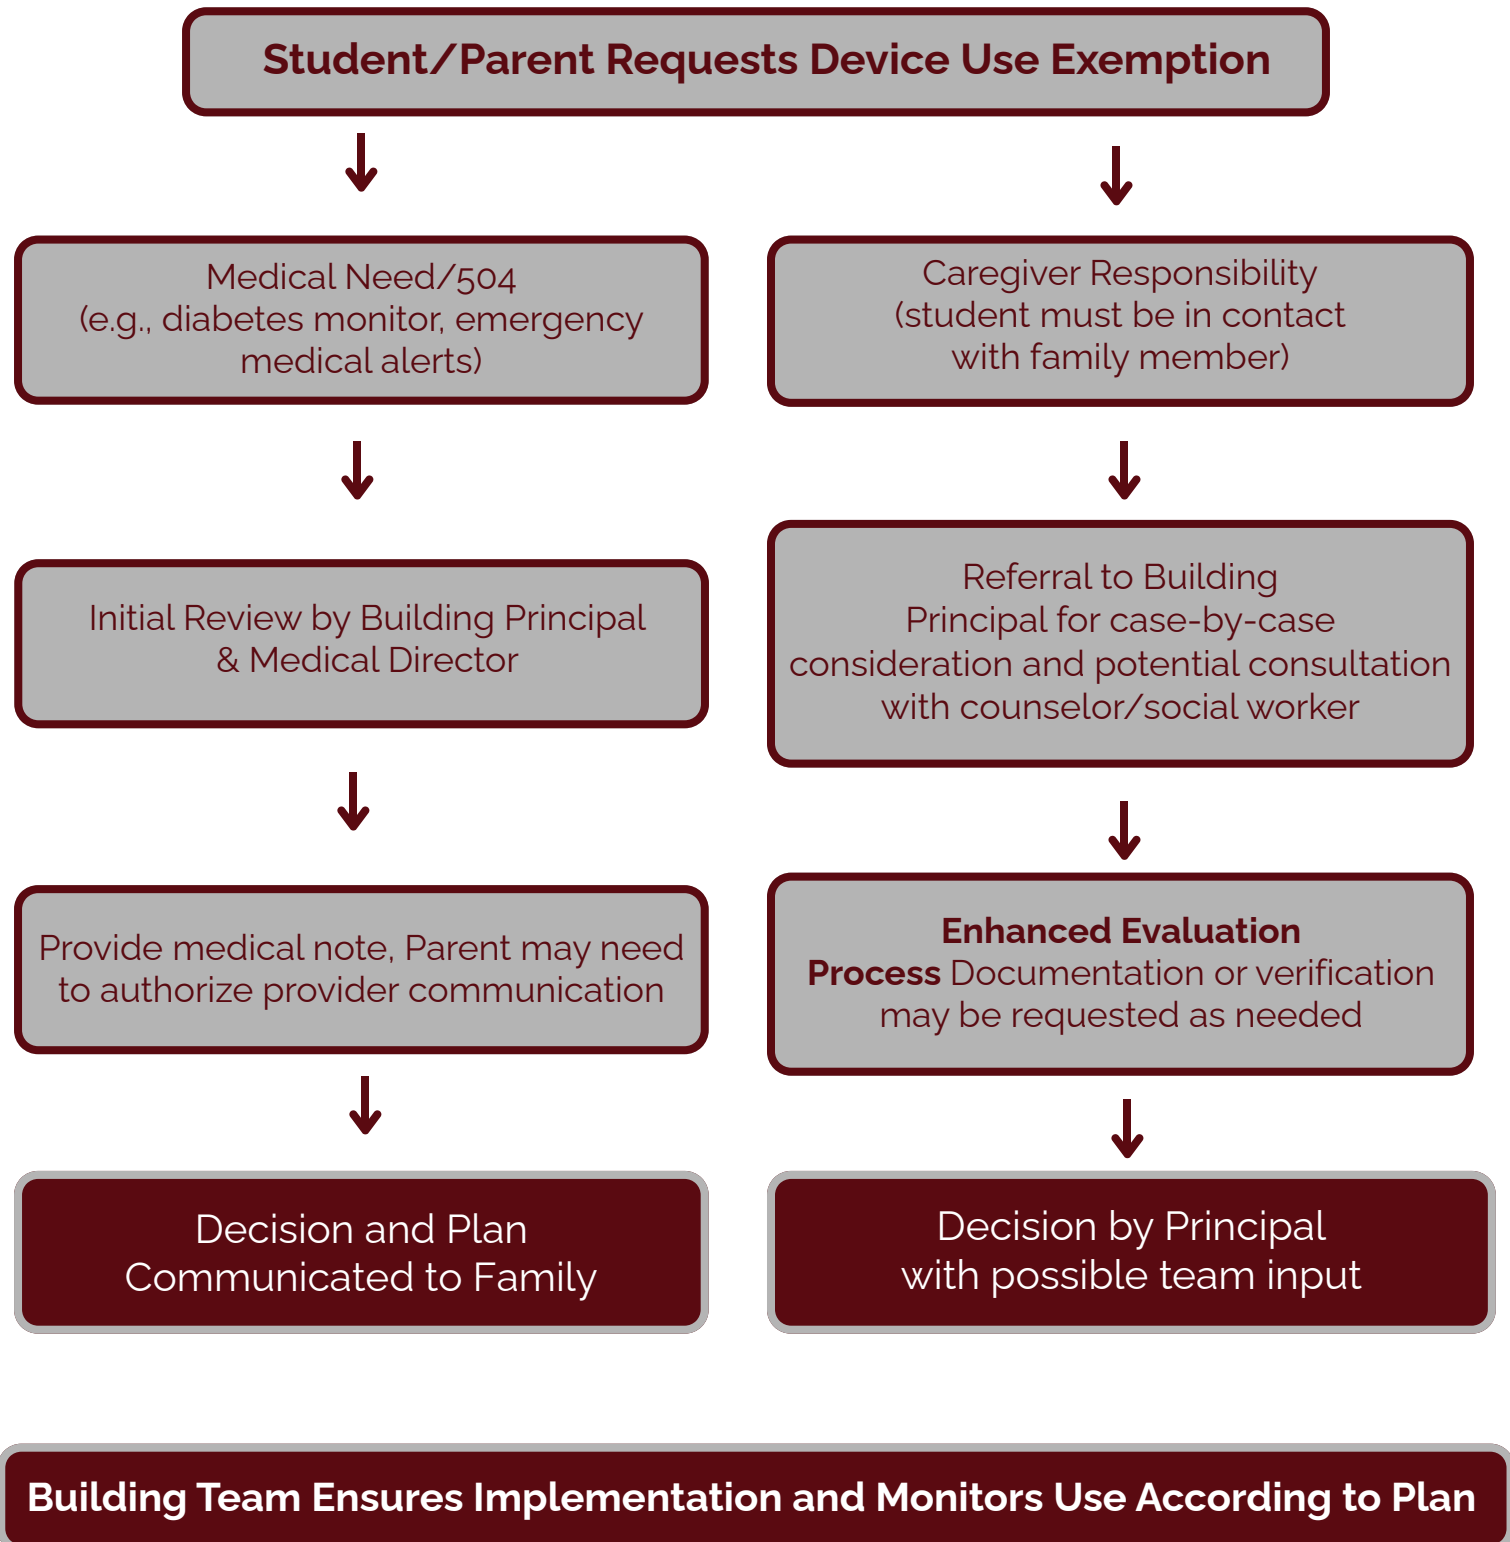 Student/Parent Requests Device Use Exemption
Medical Need/504
(e.g., diabetes monitor, emergency
medical alerts)
Initial Review by Building Principal
& Medical Director
Provide medical note, Parent may need
to authorize provider communication
Decision and Plan
Communicated to Family
Caregiver Responsibility
(student must be in contact
with family member)
Referral to Building
Principal for case-by-case
consideration and potential consultation
with counselor/social worker
Enhanced Evaluation
Process Documentation or verification
may be requested as needed
Decision by Principal
with possible team input
Building Team Ensures Implementation and Monitors Use According to Plan